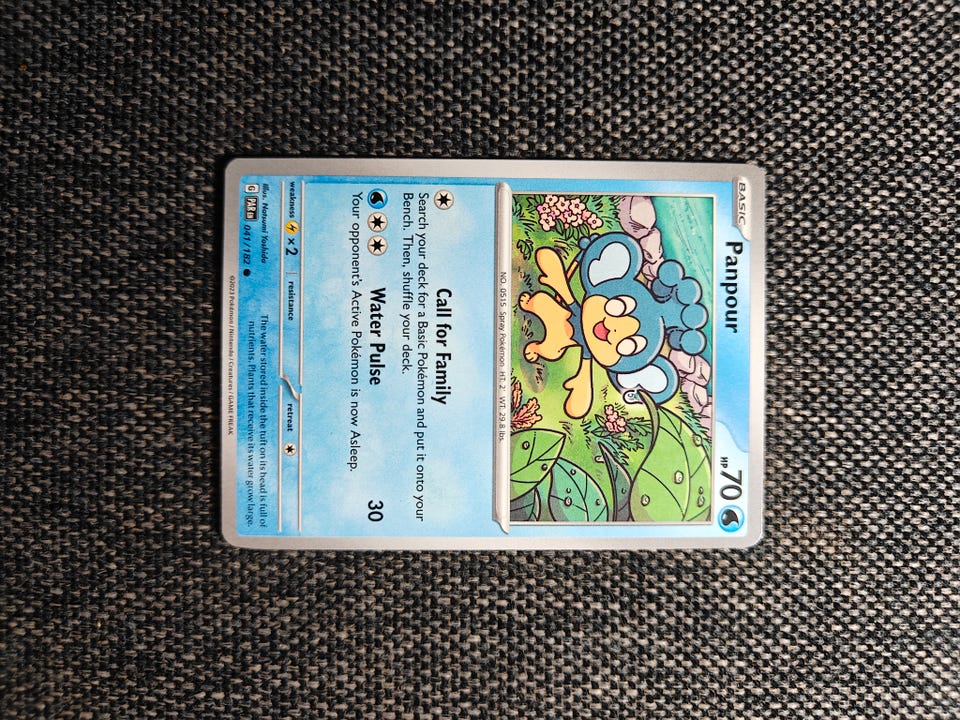 BASIC
Panpour
HP 70
NO. 0515 Spray Pokémon HT: 2' WT: 29.8 lbs.
Call for Family
Search your deck for a Basic Pokémon and put it onto your
Bench. Then, shuffle your deck.
Water Pulse 30
Your opponent's Active Pokémon is now Asleep.
weakness ×2 resistance retreat
Illus. Natsumi Yoshida
G PAR EN 041/182
The water stored inside the tuft on its head is full of
nutrients. Plants that receive its water grow large.
©2023 Pokémon / Nintendo / Creatures / GAME FREAK